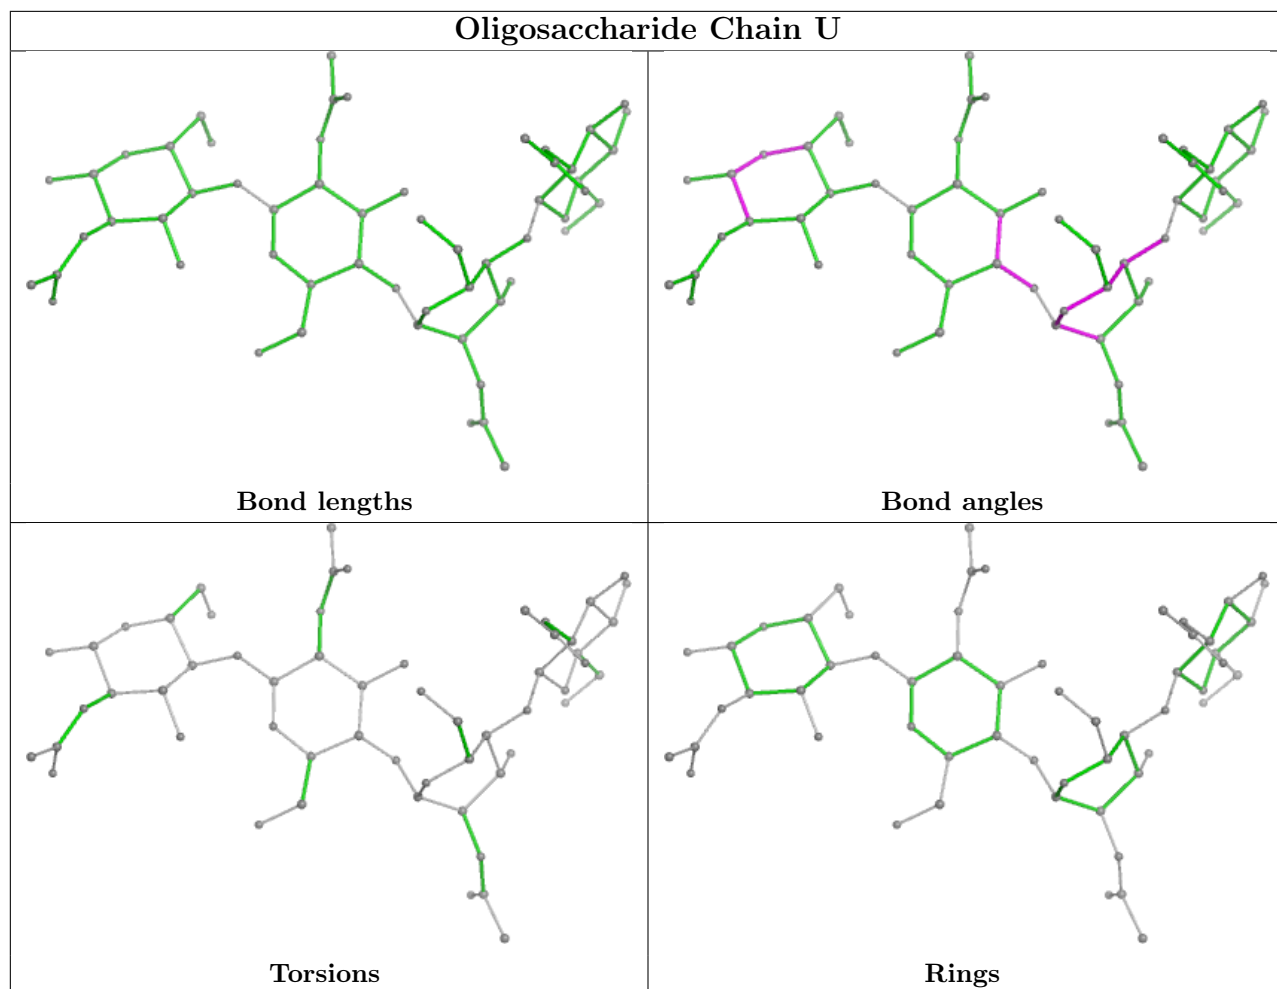 Oligosaccharide Chain U
Bond lengths
Bond angles
Torsions
Rings